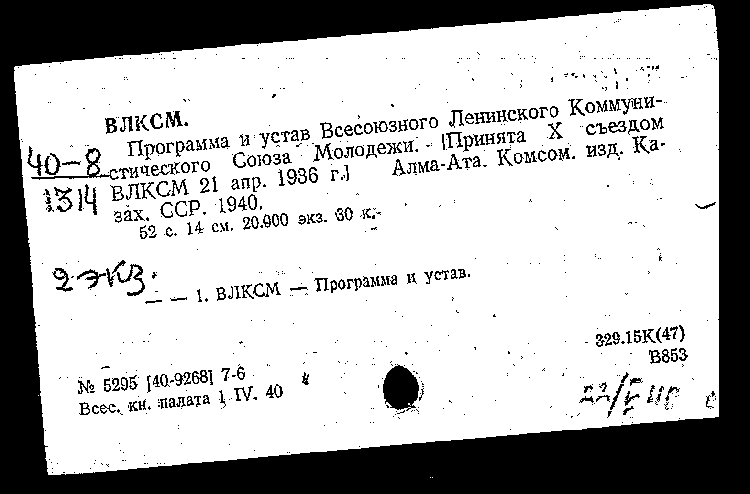 ВЛКСМ.
Программа и устав Всесоюзного Ленинского Коммуни-
40-8 стического Союза Молодежи. [Принята X съездом
1314 ВЛКСМ 21 апр. 1936 г.] Алма-Ата. Комсом. изд. Ка-
зах. ССР. 1940.
52 с. 14 см. 20.000 экз. 30 к.
2 экз.
— — 1. ВЛКСМ — Программа и устав.
329.15К(47)
В853
№ 5295 [40-9268] 7-6
Всес. кн. палата 1 IV. 40